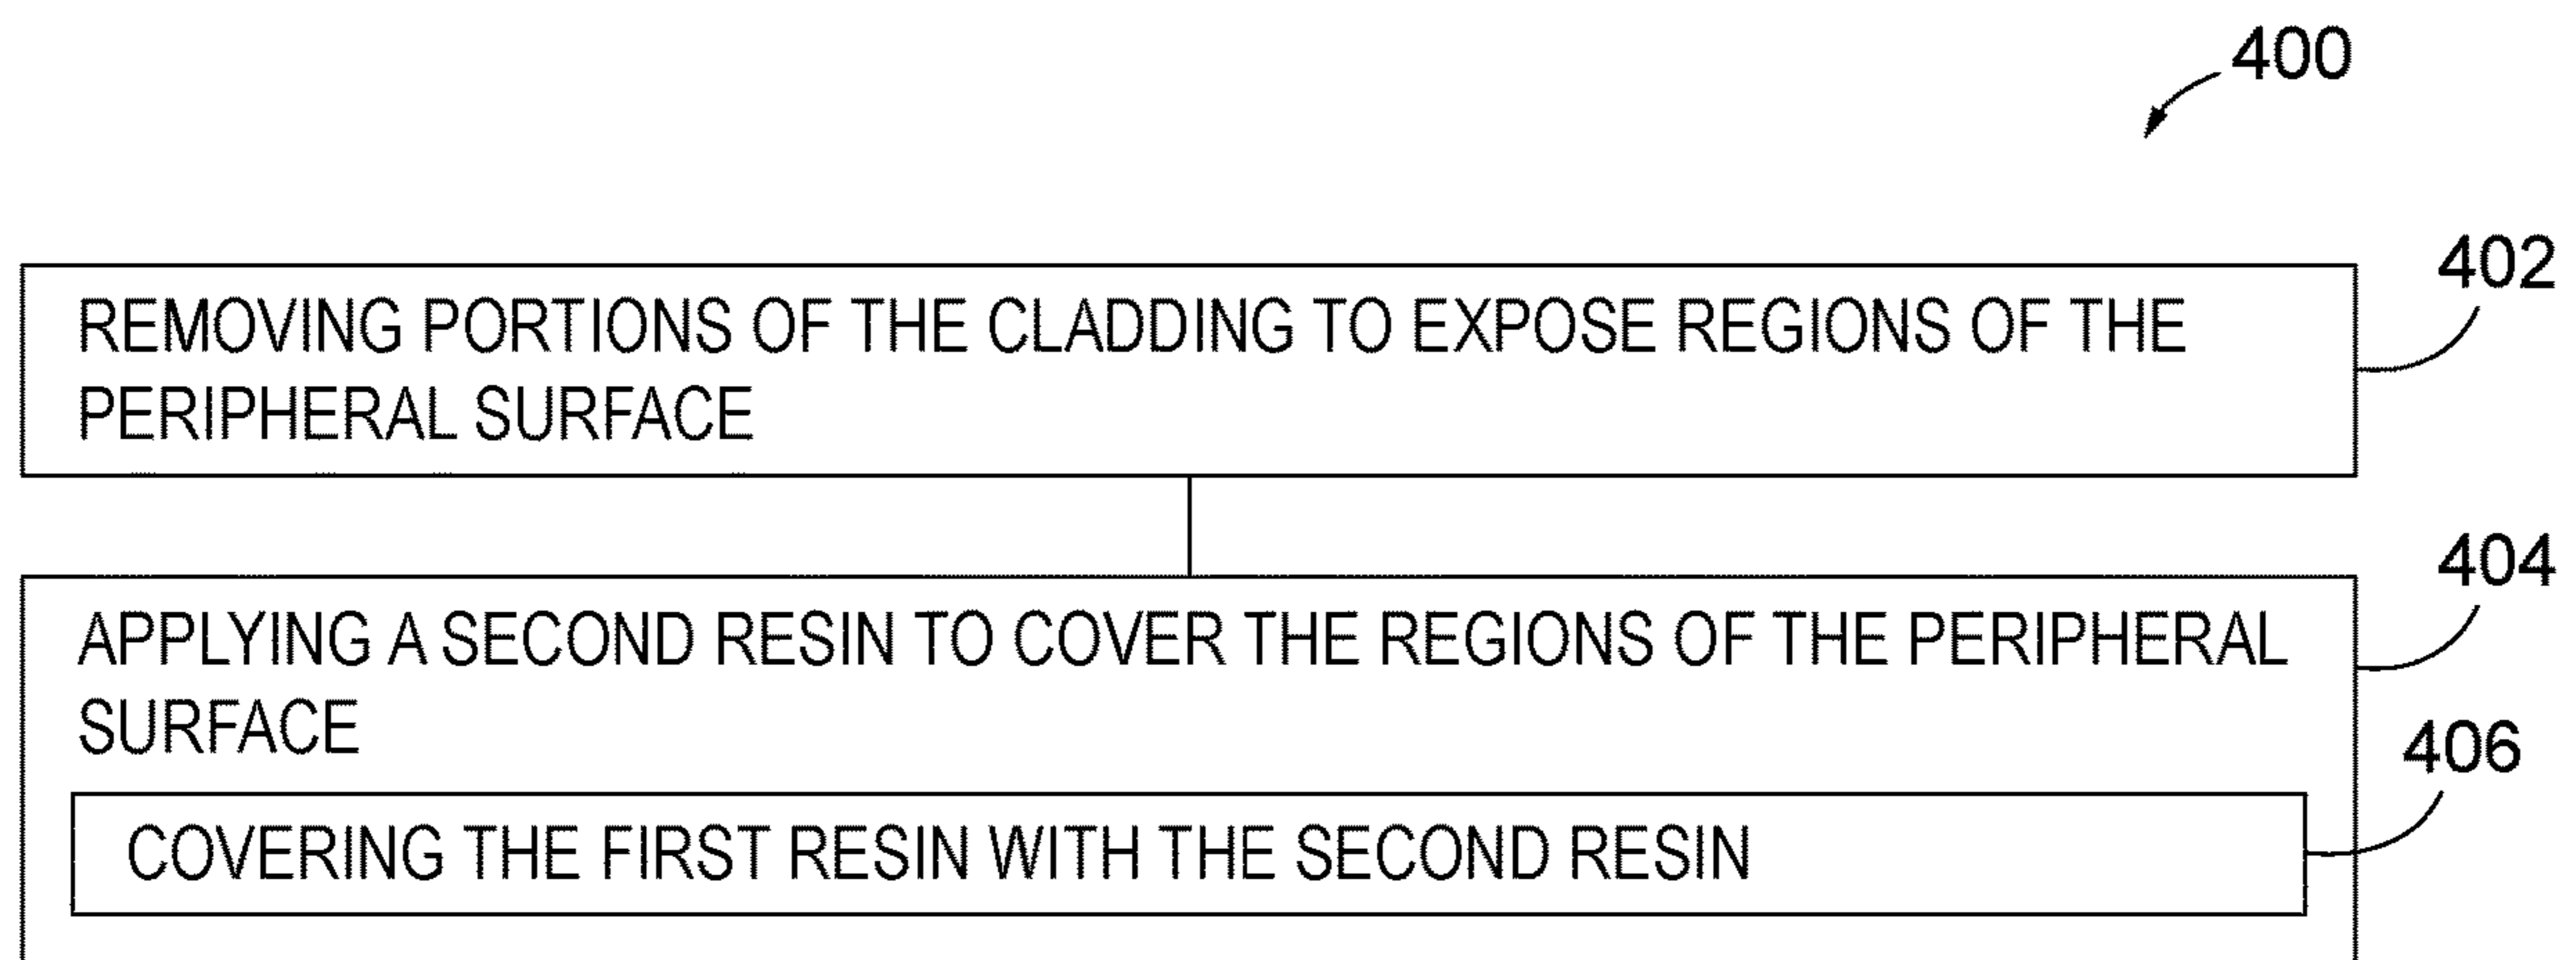 400
402
REMOVING PORTIONS OF THE CLADDING TO EXPOSE REGIONS OF THE
PERIPHERAL SURFACE
404
APPLYING A SECOND RESIN TO COVER THE REGIONS OF THE PERIPHERAL
SURFACE
406
COVERING THE FIRST RESIN WITH THE SECOND RESIN